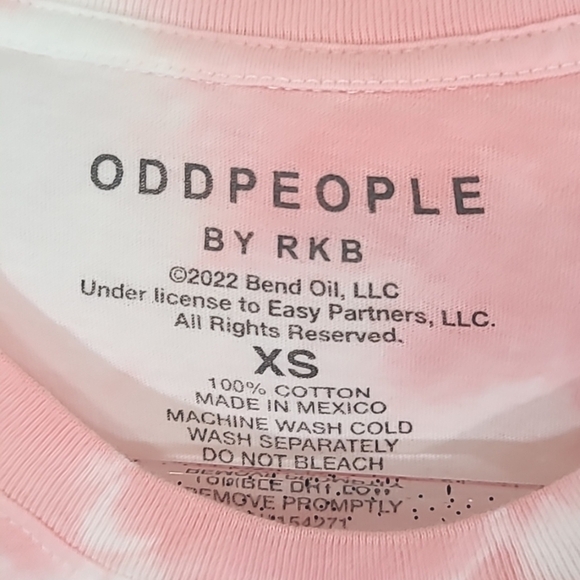 ODDPEOPLE
BY RKB
©2022 Bend Oil, LLC
Under license to Easy Partners, LLC.
All Rights Reserved.
XS
100% COTTON
MADE IN MEXICO
MACHINE WASH COLD
WASH SEPARATELY
DO NOT BLEACH
REMOVE PROMPTLY